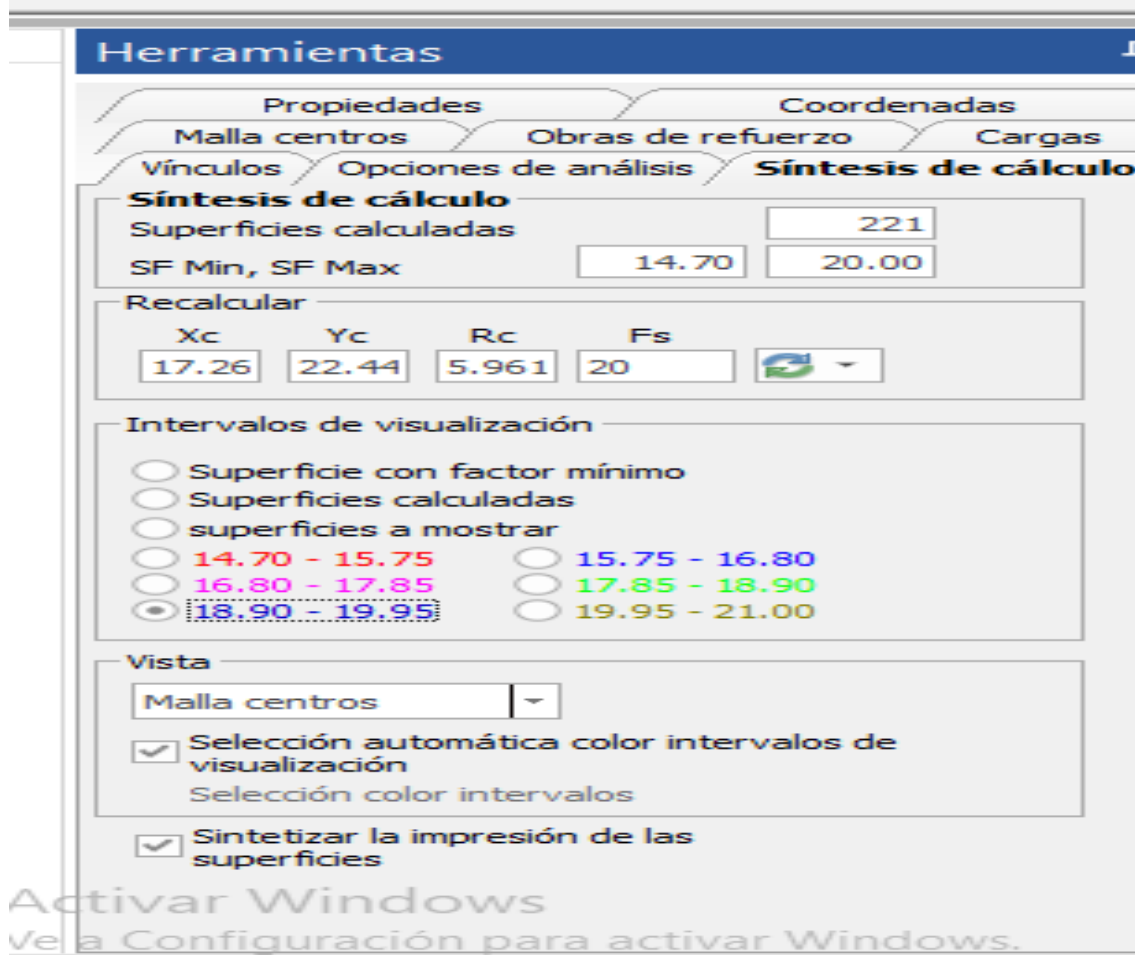 Herramientas
Propiedades Coordenadas
Malla centros Obras de refuerzo Cargas
Vínculos Opciones de análisis Síntesis de cálculo
Síntesis de cálculo
Superficies calculadas 221
SF Min, SF Max 14.70 20.00
Recalcular
Xc Yc Rc Fs
17.26 22.44 5.961 20
Intervalos de visualización
Superficie con factor mínimo
Superficies calculadas
superficies a mostrar
14.70 - 15.75 15.75 - 16.80
16.80 - 17.85 17.85 - 18.90
18.90 - 19.95 19.95 - 21.00
Vista
Malla centros
Selección automática color intervalos de
visualización
Selección color intervalos
Sintetizar la impresión de las
superficies
Activar Windows
Ve a Configuración para activar Windows.